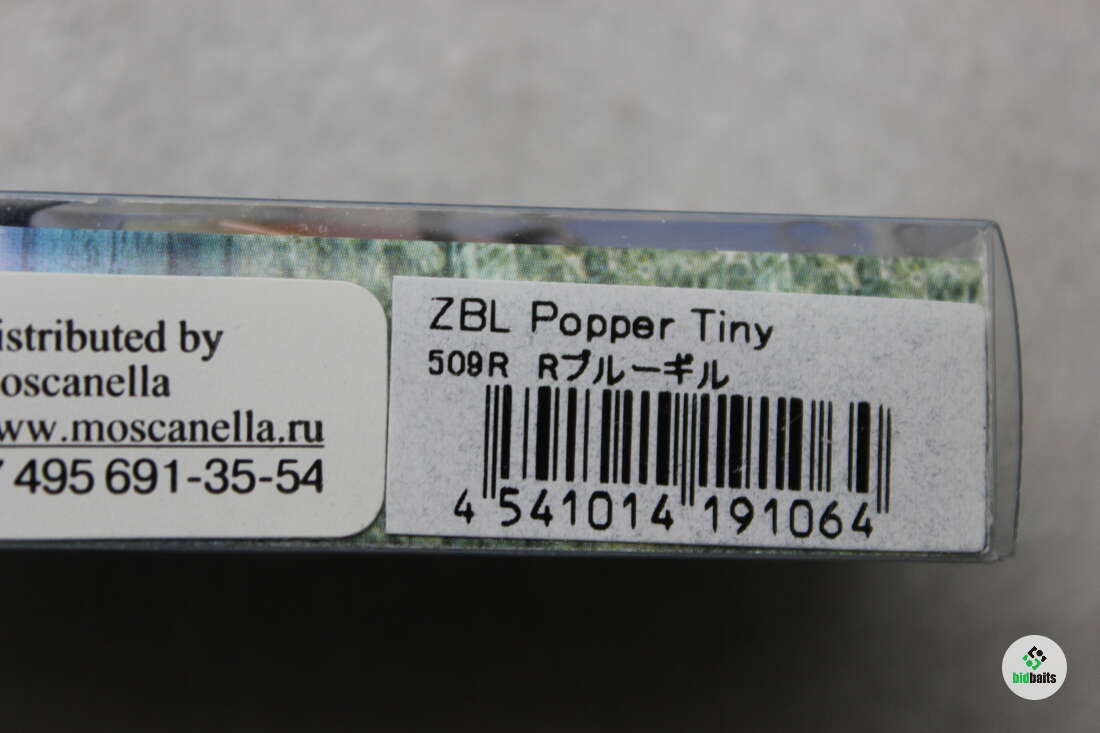 istributed by
oscanella
ww.moscanella.ru
7 495 691-35-54
ZBL Popper Tiny
509R Rブルーギル
4 541014 191064
bidbaits